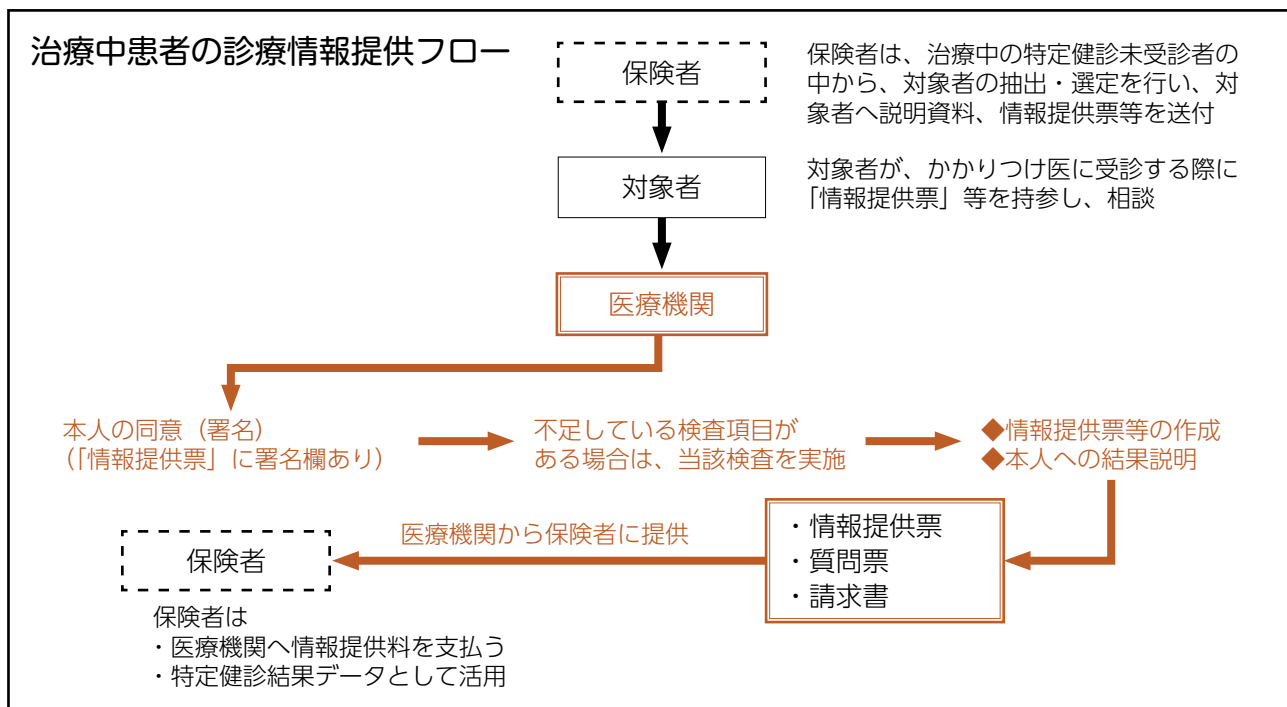 治療中患者の診療情報提供フロー
保険者
保険者は、治療中の特定健診未受診者の
中から、対象者の抽出・選定を行い、対
象者へ説明資料、情報提供票等を送付
対象者
対象者が、かかりつけ医に受診する際に
「情報提供票」等を持参し、相談
医療機関
本人の同意（署名）
（「情報提供票」に署名欄あり）
不足している検査項目が
ある場合は、当該検査を実施
◆情報提供票等の作成
◆本人への結果説明
・情報提供票
・質問票
・請求書
医療機関から保険者に提供
保険者
保険者は
・医療機関へ情報提供料を支払う
・特定健診結果データとして活用